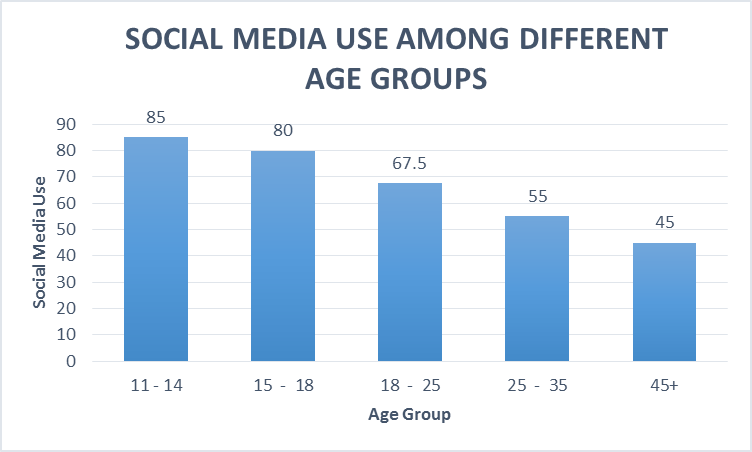 SOCIAL MEDIA USE AMONG DIFFERENT
AGE GROUPS
Social Media Use
90
80
70
60
50
40
30
20
10
0
85
80
67.5
55
45
11 - 14
15 - 18
18 - 25
25 - 35
45+
Age Group